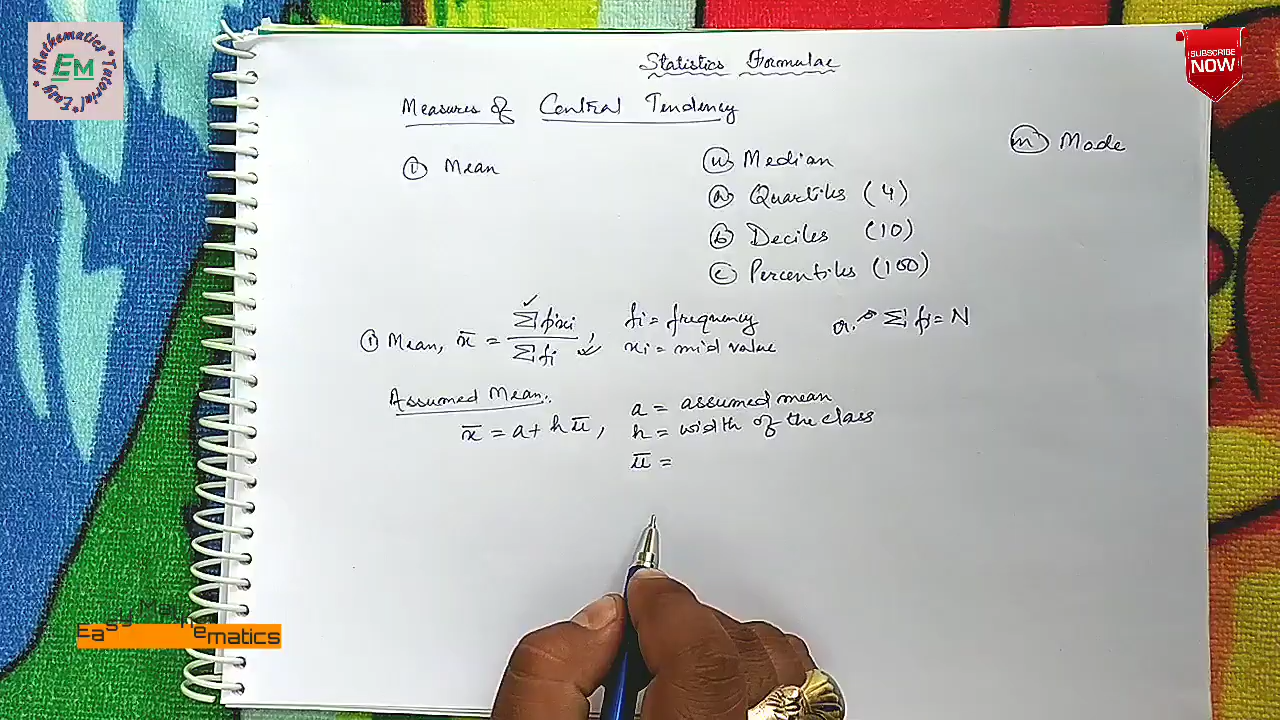 Mathematics Tutorial Easy
EM
SUBSCRIBE
NOW
Statistics Formulae
Measures of Central Tendency
(i) Mean
(ii) Median
(iii) Mode
(a) Quartiles (4)
(b) Deciles (10)
(c) Percentiles (100)
(i) Mean, x̄ = Σfixi / Σfi, fi = frequency or, Σfi = N
xi = mid value
Assumed Mean:
x̄ = a + hū, a = assumed mean
h = width of the class
ū =
Easy Mathematics